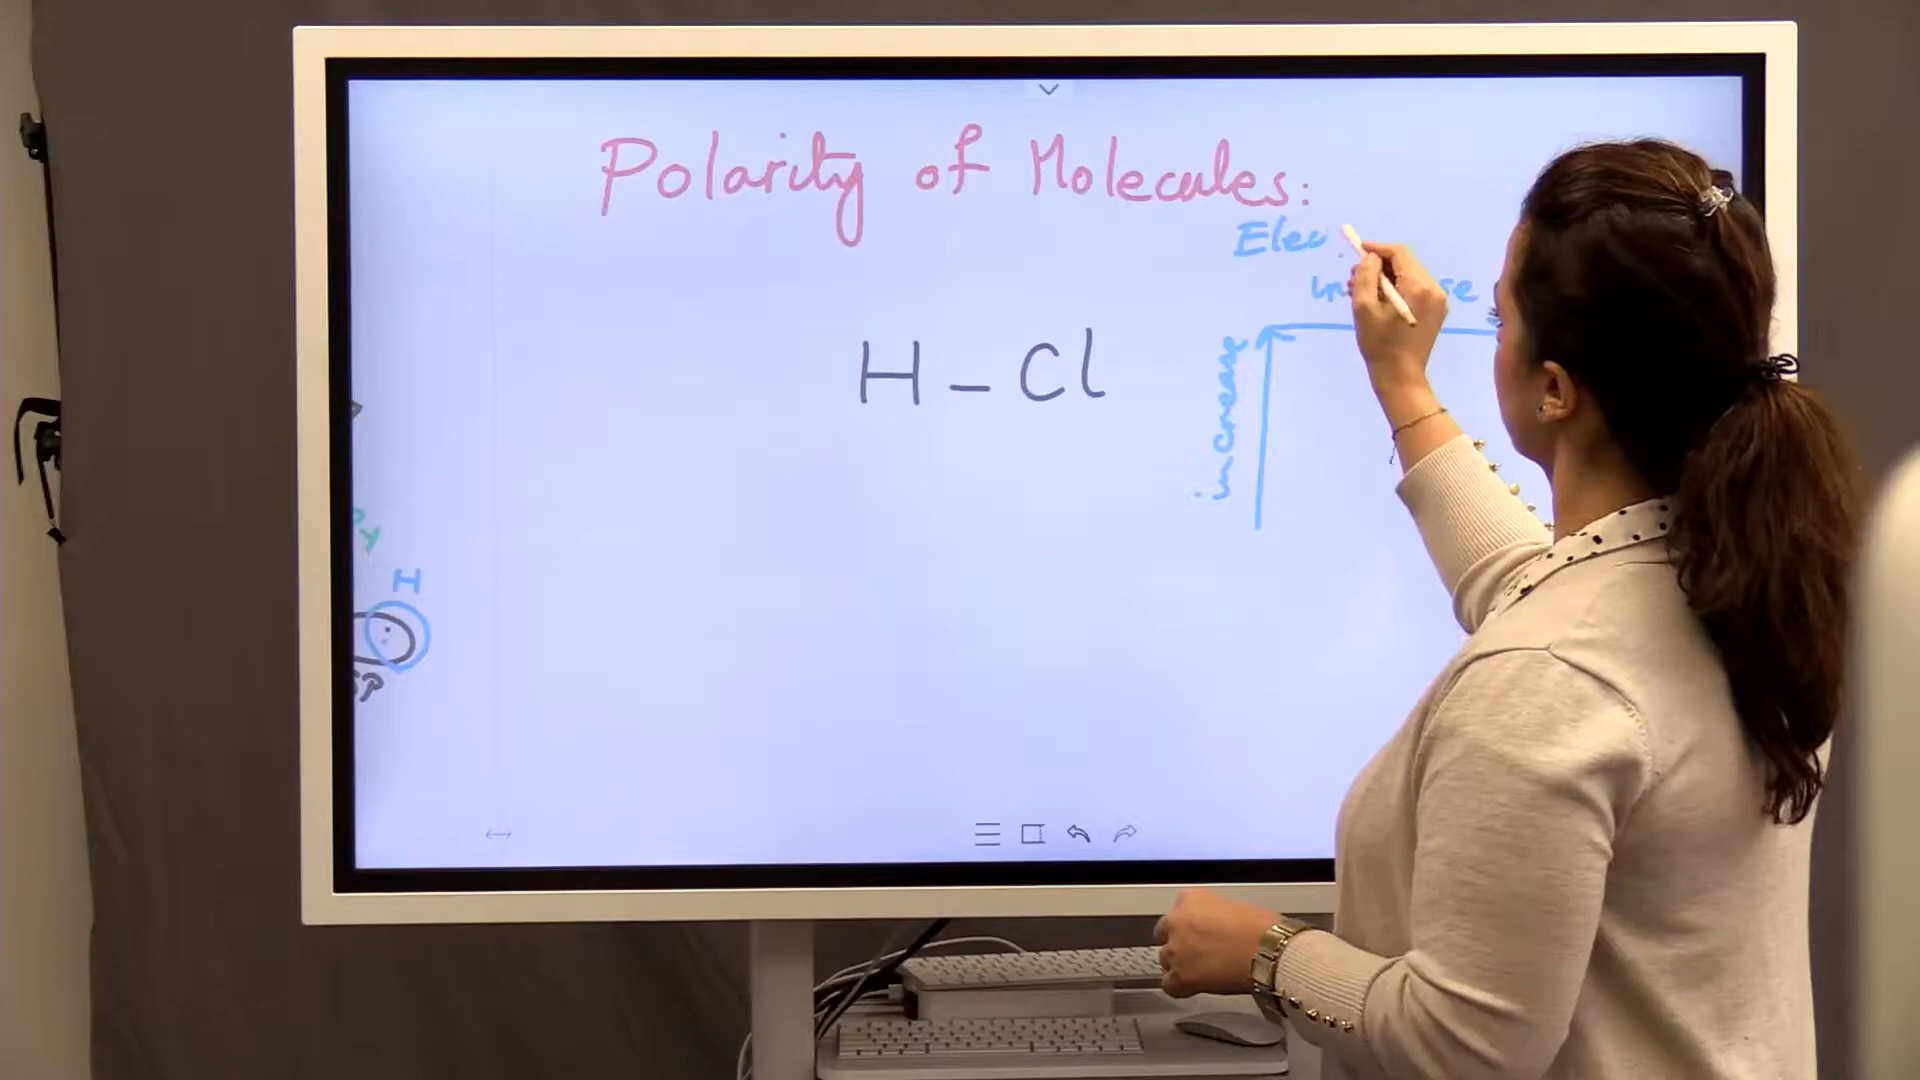 Polarity of Molecules:
Elec
H - Cl
increase
H